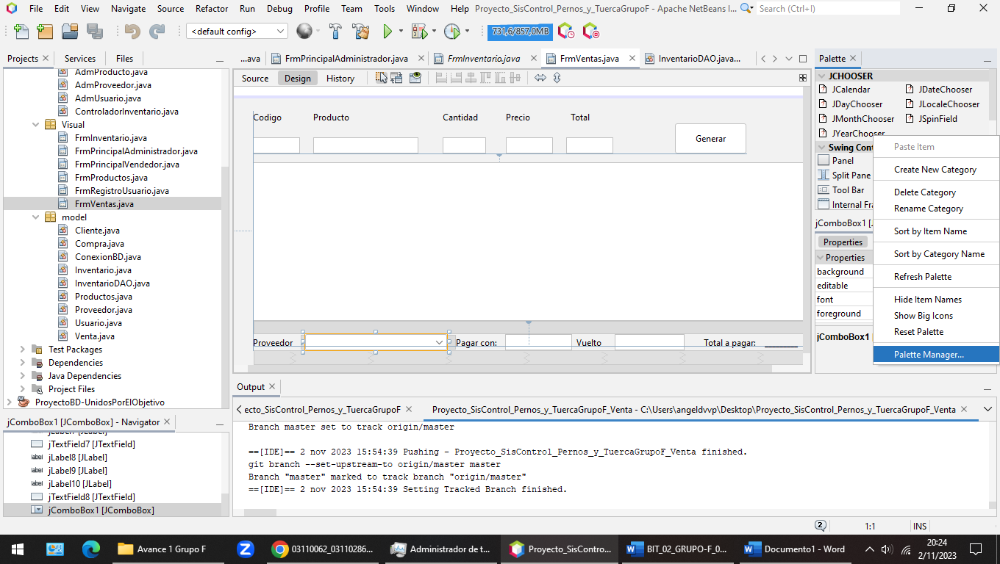 File Edit View Navigate Source Refactor Run Debug Profile Team Tools Window Help Proyecto_SisControl_Pernos_y_TuercaGrupoF - Apache NetBeans I... Search (Ctrl+I)
<default config> 731,6/857,0MB
Projects Services Files
AdmProducto.java
AdmProveedor.java
AdmUsuario.java
ControladorInventario.java
Visual
FrmInventario.java
FrmPrincipalAdministrador.java
FrmPrincipalVendedor.java
FrmProductos.java
FrmRegistroUsuario.java
FrmVentas.java
model
Cliente.java
Compra.java
ConexionBD.java
Inventario.java
InventarioDAO.java
Productos.java
Proveedor.java
Usuario.java
Venta.java
Test Packages
Dependencies
Java Dependencies
Project Files
ProyectoBD-UnidosPorElObjetivo
jComboBox1 [JComboBox] - Navigator
jTextField7 [JTextField]
jLabel8 [JLabel]
jLabel9 [JLabel]
jLabel10 [JLabel]
jTextField8 [JTextField]
jComboBox1 [JComboBox]
...ava FrmPrincipalAdministrador.java FrmInventario.java FrmVentas.java InventarioDAO.java...
Source Design History
Codigo Producto Cantidad Precio Total
Generar
Proveedor Pagar con: Vuelto Total a pagar:
Output
ecto_SisControl_Pernos_y_TuercaGrupoF Proyecto_SisControl_Pernos_y_TuercaGrupoF_Venta - C:\Users\angeldvvp\Desktop\Proyecto_SisControl_Pernos_y_TuercaGrupoF_Venta
Branch master set to track origin/master
==[IDE]== 2 nov 2023 15:54:39 Pushing - Proyecto_SisControl_Pernos_y_TuercaGrupoF_Venta finished.
git branch --set-upstream-to origin/master master
Branch "master" marked to track branch "origin/master"
==[IDE]== 2 nov 2023 15:54:39 Setting Tracked Branch finished.
Palette
JCHOOSER
JCalendar JDateChooser
JDayChooser JLocaleChooser
JMonthChooser JSpinField
JYearChooser
Swing Cont
Panel
Split Pane
Tool Bar
Internal Fra
jComboBox1 [J
Properties
Properties
background
editable
font
foreground
jComboBox1
Paste Item
Create New Category
Delete Category
Rename Category
Sort by Item Name
Sort by Category Name
Refresh Palette
Hide Item Names
Show Big Icons
Reset Palette
Palette Manager...
2 1:1 INS
Avance 1 Grupo F 03110062_03110286... Administrador de t... Proyecto_SisContro... BIT_02_GRUPO-F_0... Documento1 - Word
20:24
2/11/2023